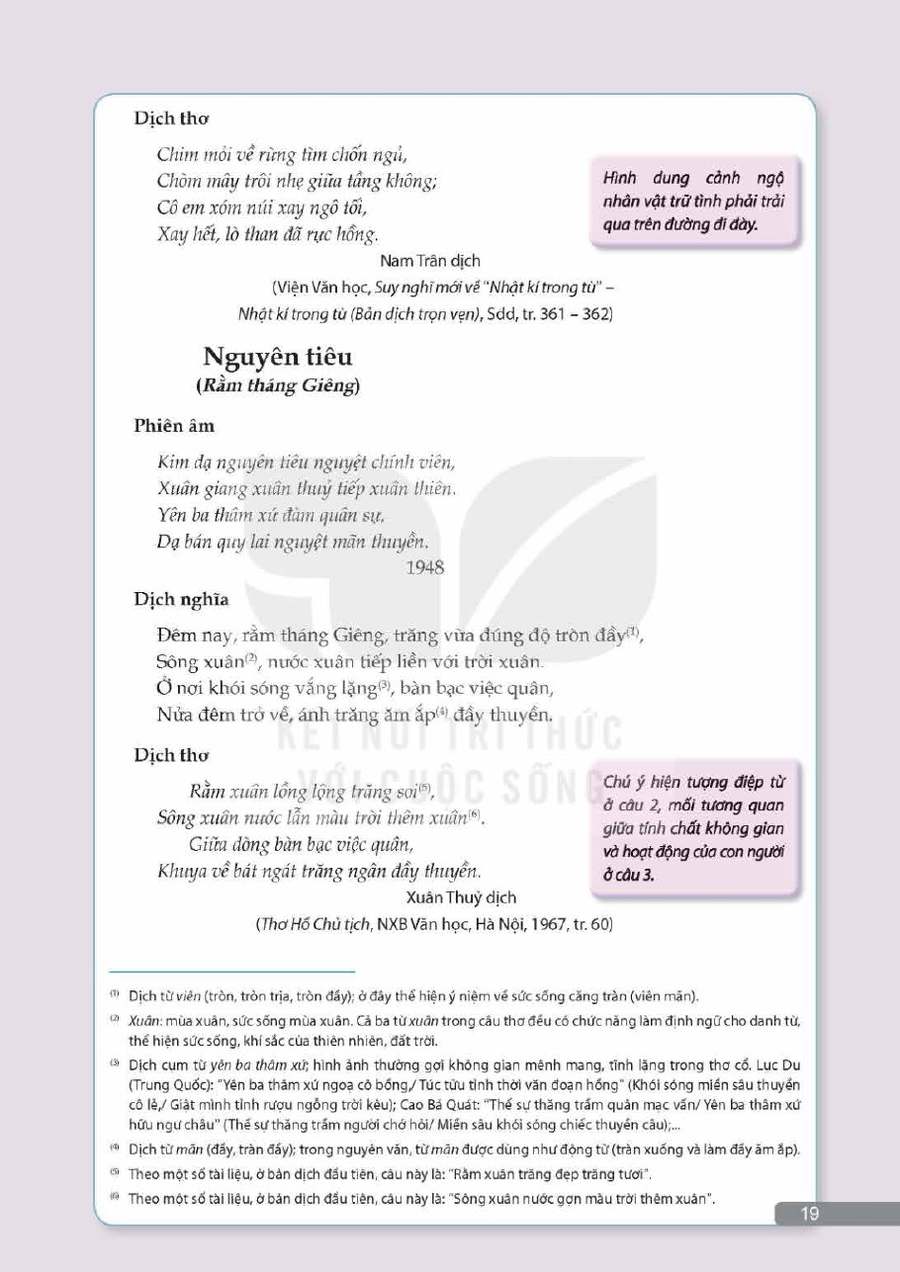 Dịch thơ
Chim mỏi về rừng tìm chốn ngủ,
Chòm mây trôi nhẹ giữa tầng không;
Cô em xóm núi xay ngô tối,
Xay hết, lò than đã rực hồng.
Nam Trân dịch
(Viện Văn học, Suy nghĩ mới về "Nhật kí trong tù" –
Nhật kí trong tù (Bản dịch trọn vẹn), Sđd, tr. 361 – 362)
Hình dung cảnh ngộ
nhân vật trữ tình phải trải
qua trên đường đi đày.
Nguyên tiêu
(Rằm tháng Giêng)
Phiên âm
Kim dạ nguyên tiêu nguyệt chính viên,
Xuân giang xuân thuỷ tiếp xuân thiên.
Yên ba thâm xứ đàm quân sự,
Dạ bán quy lai nguyệt mãn thuyền.
1948
Dịch nghĩa
Đêm nay, rằm tháng Giêng, trăng vừa đúng độ tròn đầy(1),
Sông xuân(2), nước xuân tiếp liền với trời xuân.
Ở nơi khói sóng vắng lặng(3), bàn bạc việc quân,
Nửa đêm trở về, ánh trăng ăm ắp(4) đầy thuyền.
KẾT NỐI TRI THỨC
VỚI CUỘC SỐNG
Dịch thơ
Rằm xuân lồng lộng trăng soi(5),
Sông xuân nước lẫn màu trời thêm xuân(6).
Giữa dòng bàn bạc việc quân,
Khuya về bát ngát trăng ngân đầy thuyền.
Xuân Thuỷ dịch
(Thơ Hồ Chủ tịch, NXB Văn học, Hà Nội, 1967, tr. 60)
Chú ý hiện tượng điệp từ
ở câu 2, mối tương quan
giữa tính chất không gian
và hoạt động của con người
ở câu 3.
(1) Dịch từ viên (tròn, tròn trịa, tròn đầy); ở đây thể hiện ý niệm về sức sống căng tràn (viên mãn).
(2) Xuân: mùa xuân, sức sống mùa xuân. Cả ba từ xuân trong câu thơ đều có chức năng làm định ngữ cho danh từ,
thể hiện sức sống, khí sắc của thiên nhiên, đất trời.
(3) Dịch cụm từ yên ba thâm xứ; hình ảnh thường gợi không gian mênh mang, tĩnh lặng trong thơ cổ. Lục Du
(Trung Quốc): "Yên ba thâm xứ ngoạ cô bồng,/ Túc tửu tỉnh thời văn đoạn hồng" (Khói sóng miền sâu thuyền
cô lẻ,/ Giật mình tỉnh rượu ngỗng trời kêu); Cao Bá Quát: "Thế sự thăng trầm quân mạc vấn/ Yên ba thâm xứ
hữu ngư châu" (Thế sự thăng trầm người chớ hỏi/ Miền sâu khói sóng chiếc thuyền câu);...
(4) Dịch từ mãn (đầy, tràn đầy); trong nguyên văn, từ mãn được dùng như động từ (tràn xuống và làm đầy ăm ắp).
(5) Theo một số tài liệu, ở bản dịch đầu tiên, câu này là: "Rằm xuân trăng đẹp trăng tươi".
(6) Theo một số tài liệu, ở bản dịch đầu tiên, câu này là: "Sông xuân nước gợn màu trời thêm xuân".
19